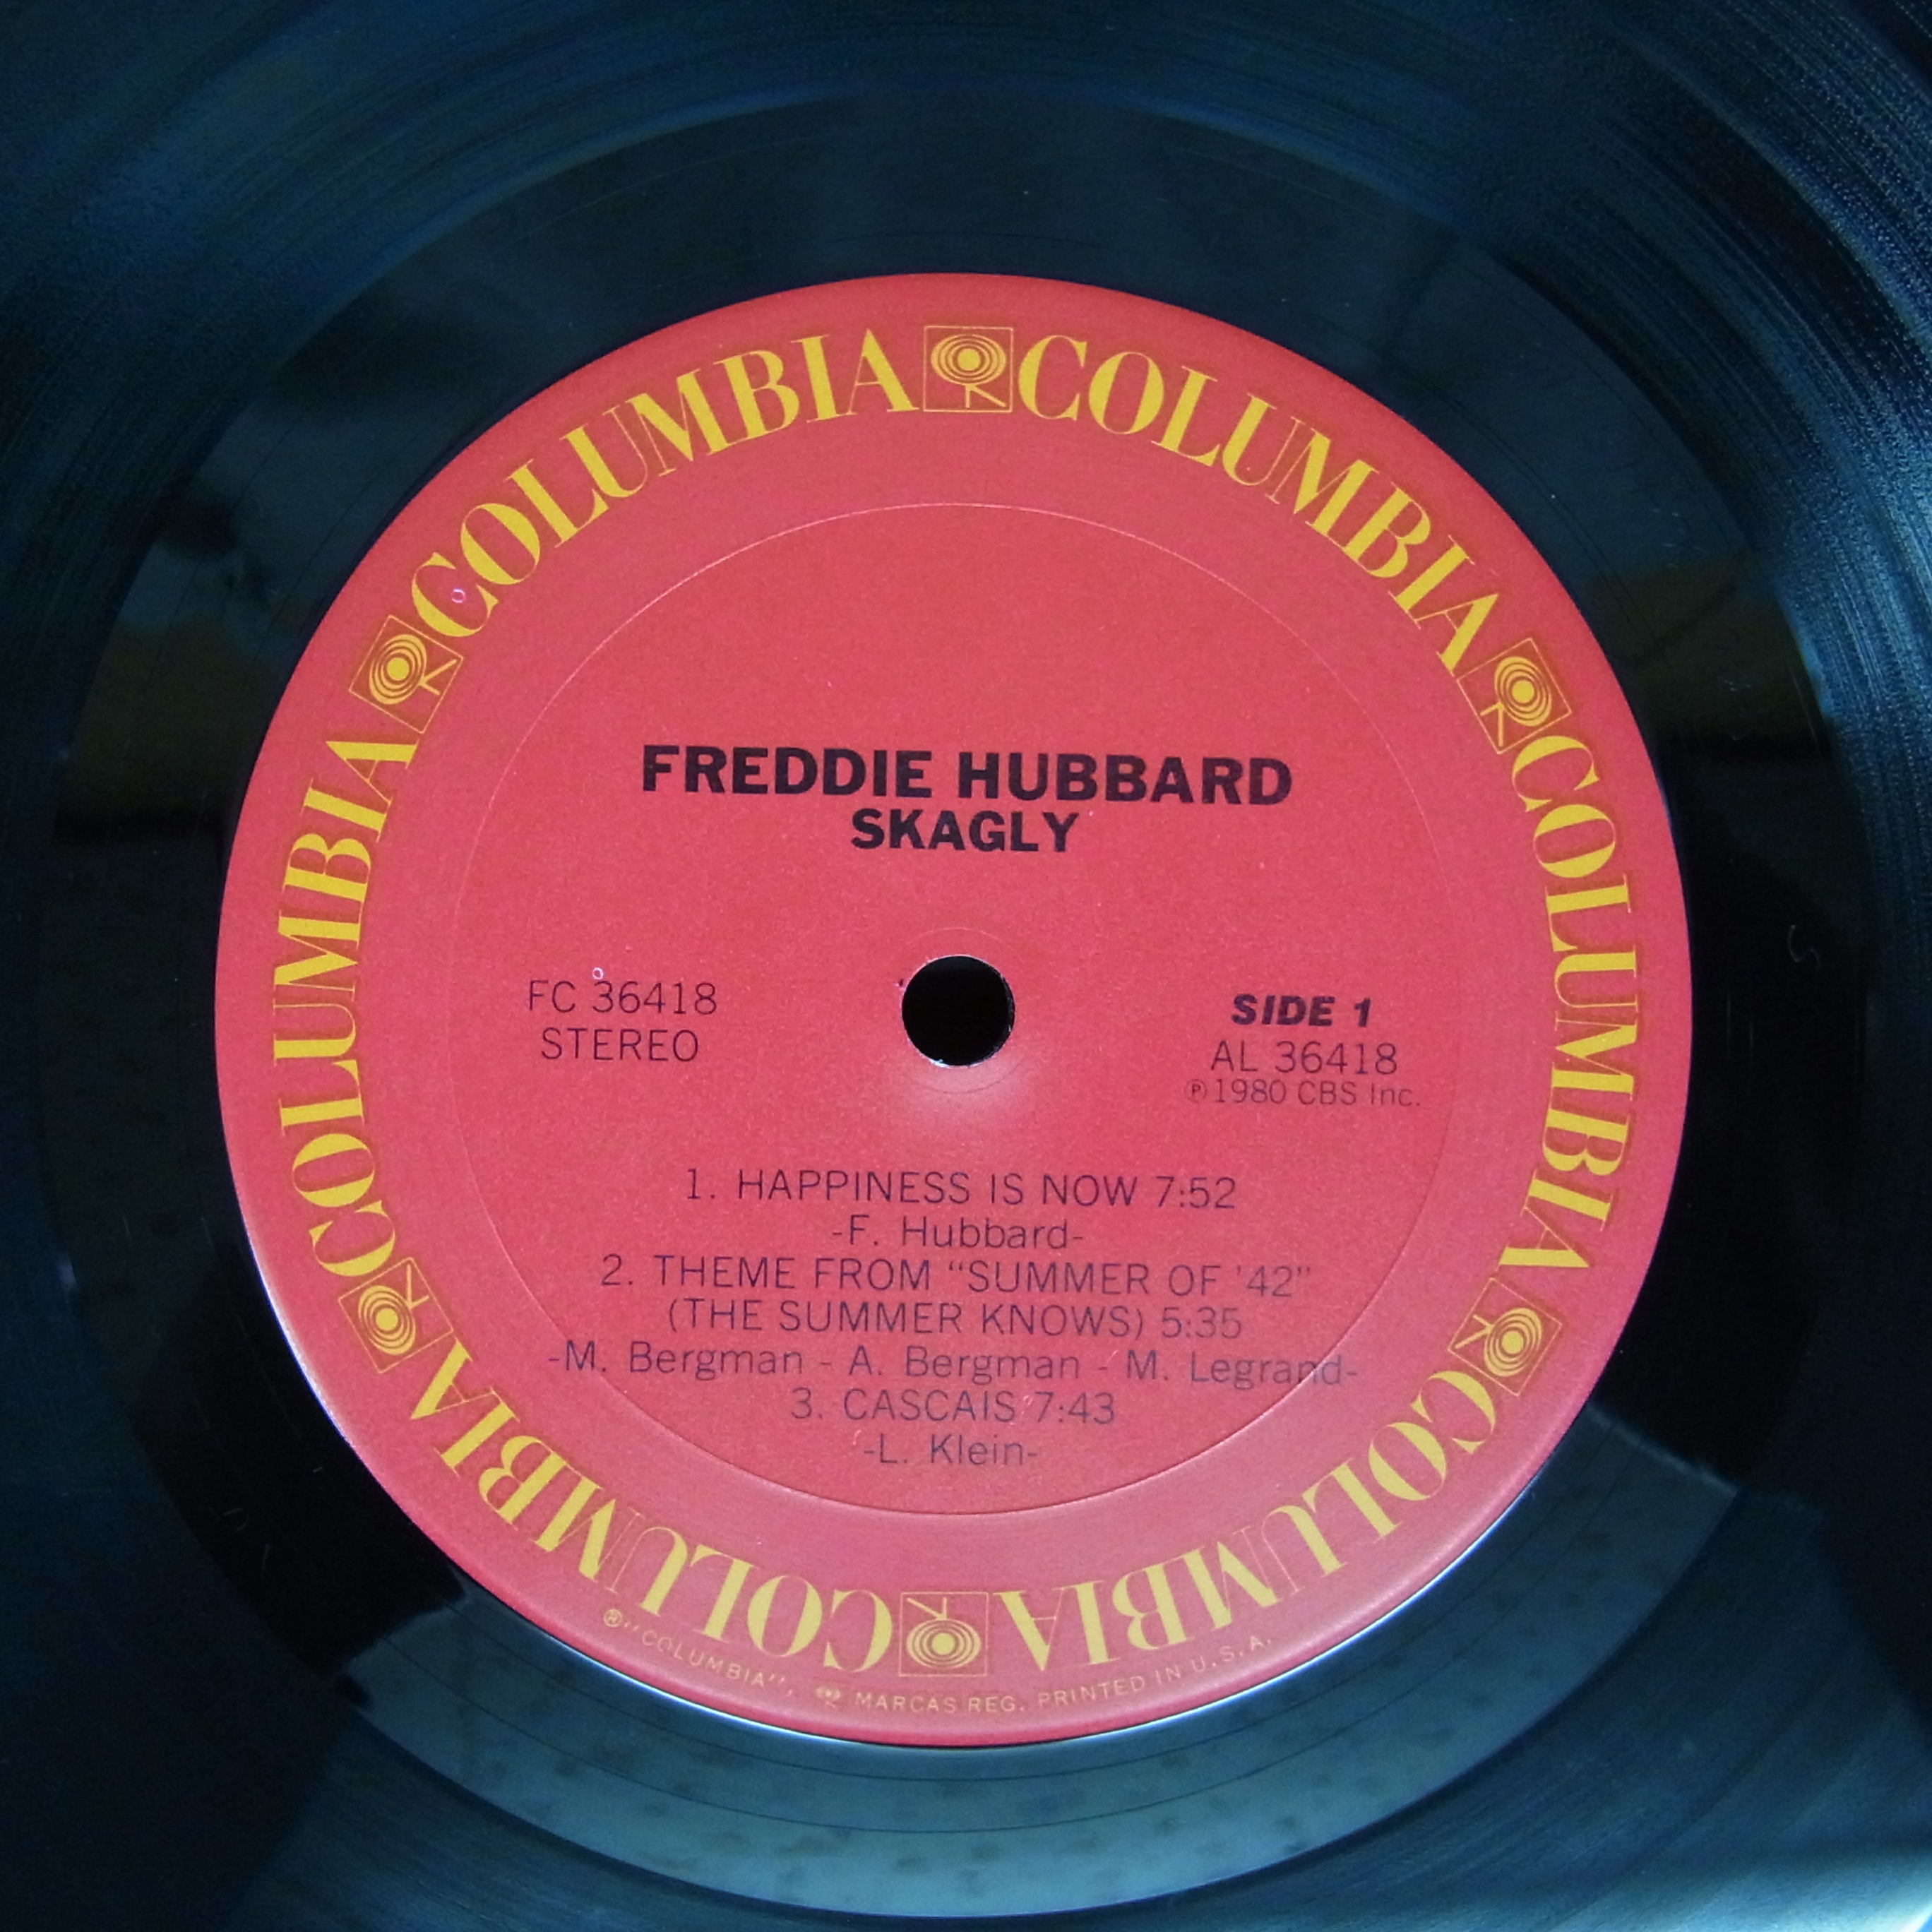 COLUMBIA COLUMBIA COLUMBIA COLUMBIA COLUMBIA COLUMBIA
FREDDIE HUBBARD
SKAGLY
FC 36418
STEREO
SIDE 1
AL 36418
Ⓟ1980 CBS Inc.
1. HAPPINESS IS NOW 7:52
-F. Hubbard-
2. THEME FROM “SUMMER OF '42”
(THE SUMMER KNOWS) 5:35
-M. Bergman - A. Bergman - M. Legrand-
3. CASCAIS 7:43
-L. Klein-
®“COLUMBIA”, MARCAS REG. PRINTED IN U.S.A.